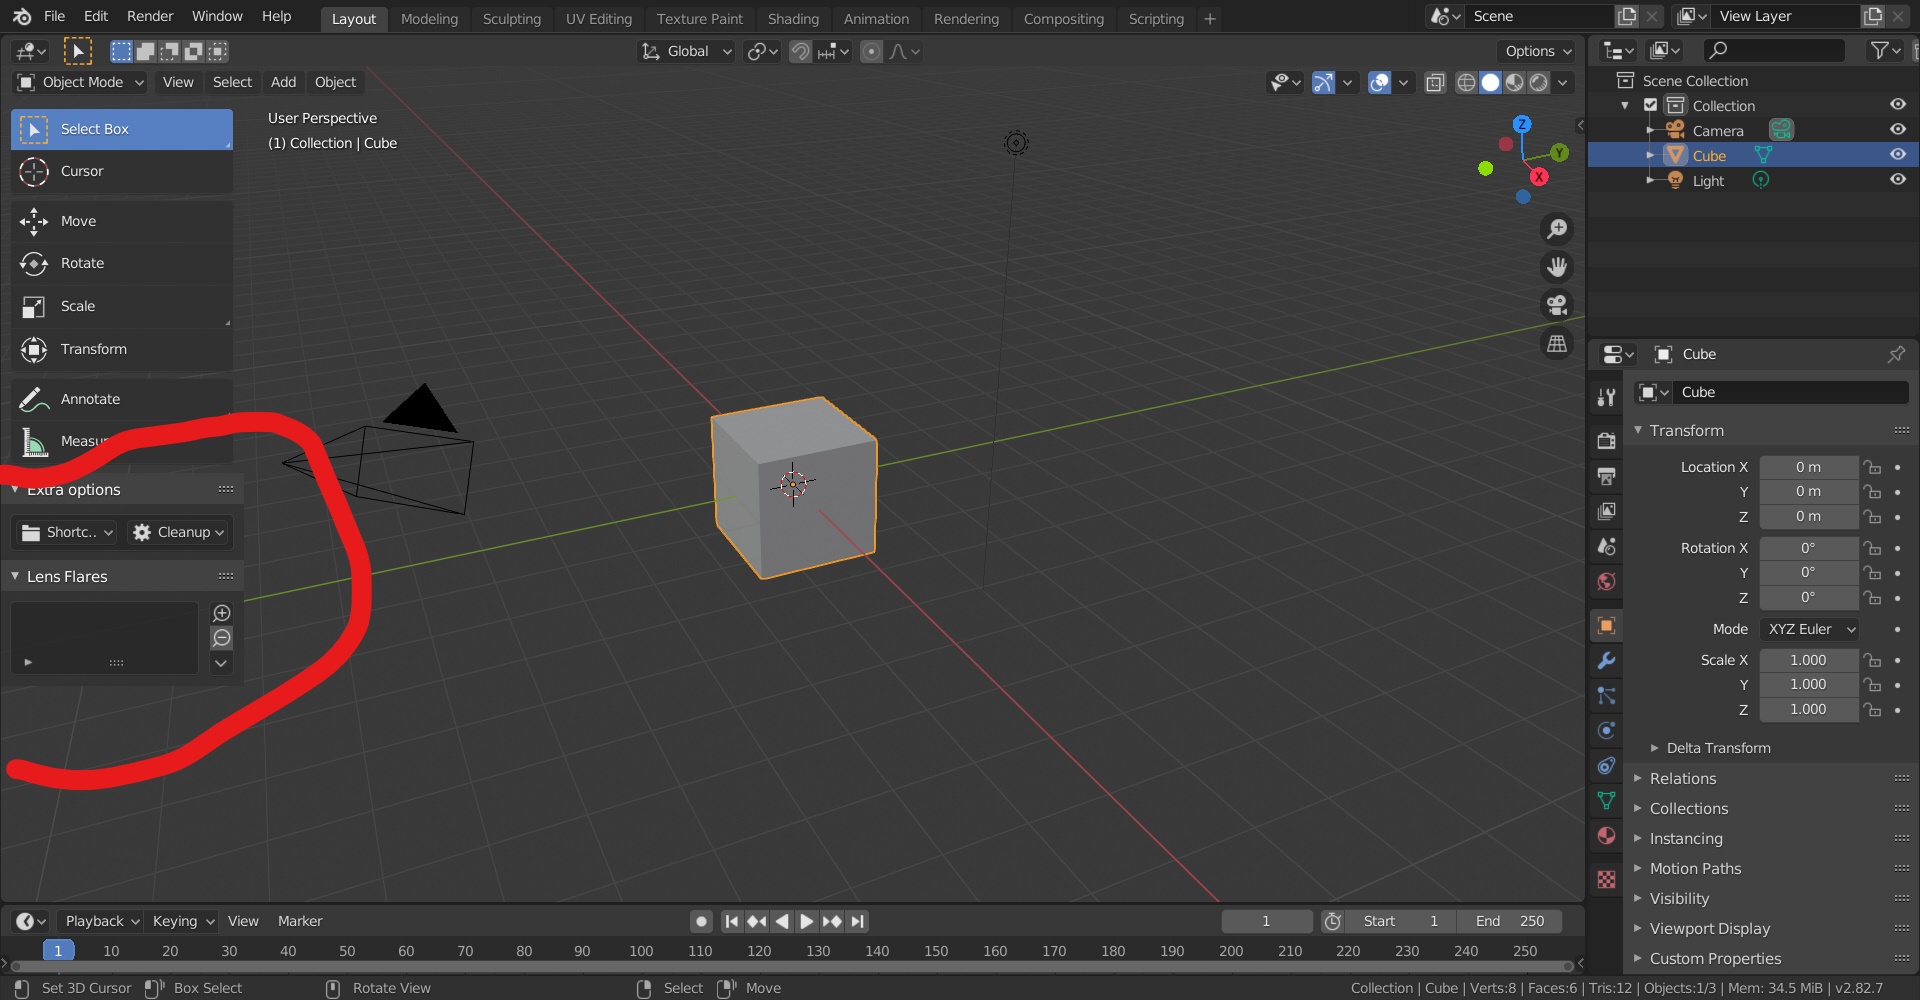 File Edit Render Window Help Layout Modeling Sculpting UV Editing Texture Paint Shading Animation Rendering Compositing Scripting + Scene View Layer
Global Options
Object Mode View Select Add Object
User Perspective
(1) Collection | Cube
Select Box
Cursor
Move
Rotate
Scale
Transform
Annotate
Extra options
Shortc.. Cleanup
Lens Flares
Z
Y
X
Scene Collection
Collection
Camera
Cube
Light
Cube
Cube
Transform
Location X 0 m
Y 0 m
Z 0 m
Rotation X 0°
Y 0°
Z 0°
Mode XYZ Euler
Scale X 1.000
Y 1.000
Z 1.000
Delta Transform
Relations
Collections
Instancing
Motion Paths
Visibility
Viewport Display
Custom Properties
Playback Keying View Marker 1 Start 1 End 250
1 10 20 30 40 50 60 70 80 90 100 110 120 130 140 150 160 170 180 190 200 210 220 230 240 250
Set 3D Cursor Box Select Rotate View Select Move Collection | Cube | Verts:8 | Faces:6 | Tris:12 | Objects:1/3 | Mem: 34.5 MiB | v2.82.7